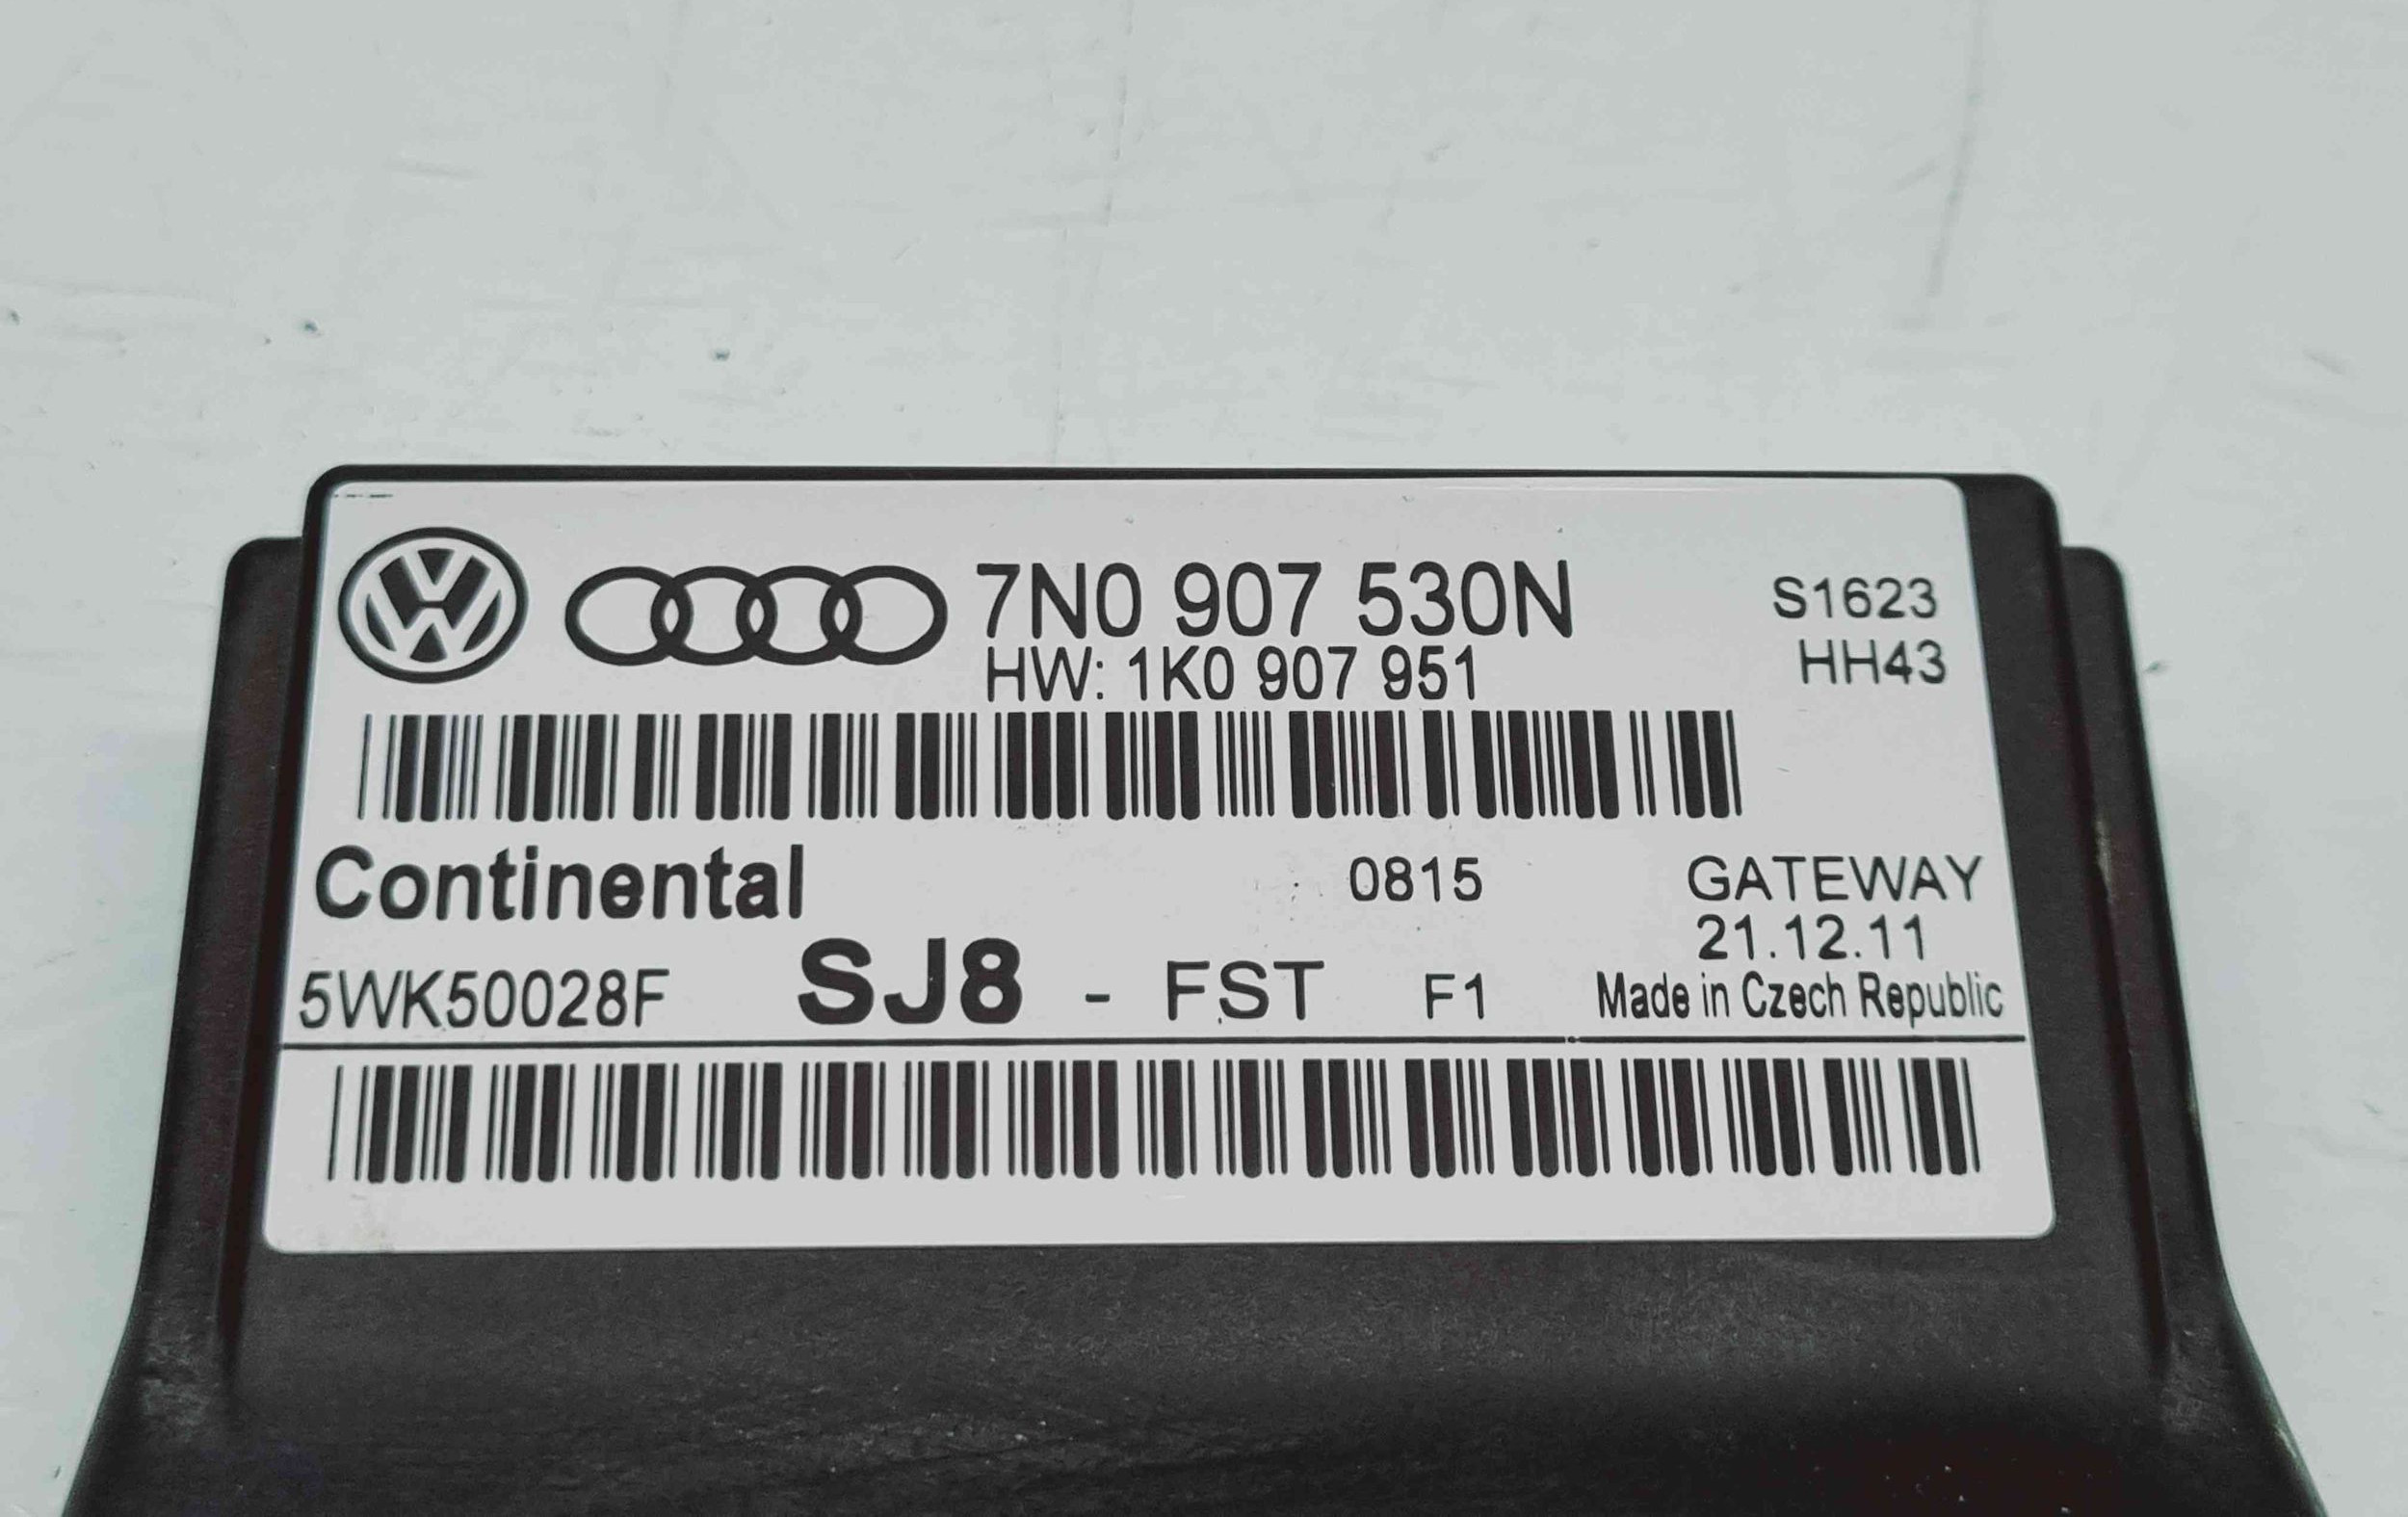 7N0 907 530N S1623
HW: 1K0 907 951 HH43
Continental 0815 GATEWAY
21.12.11
5WK50028F SJ8 - FST F1 Made in Czech Republic